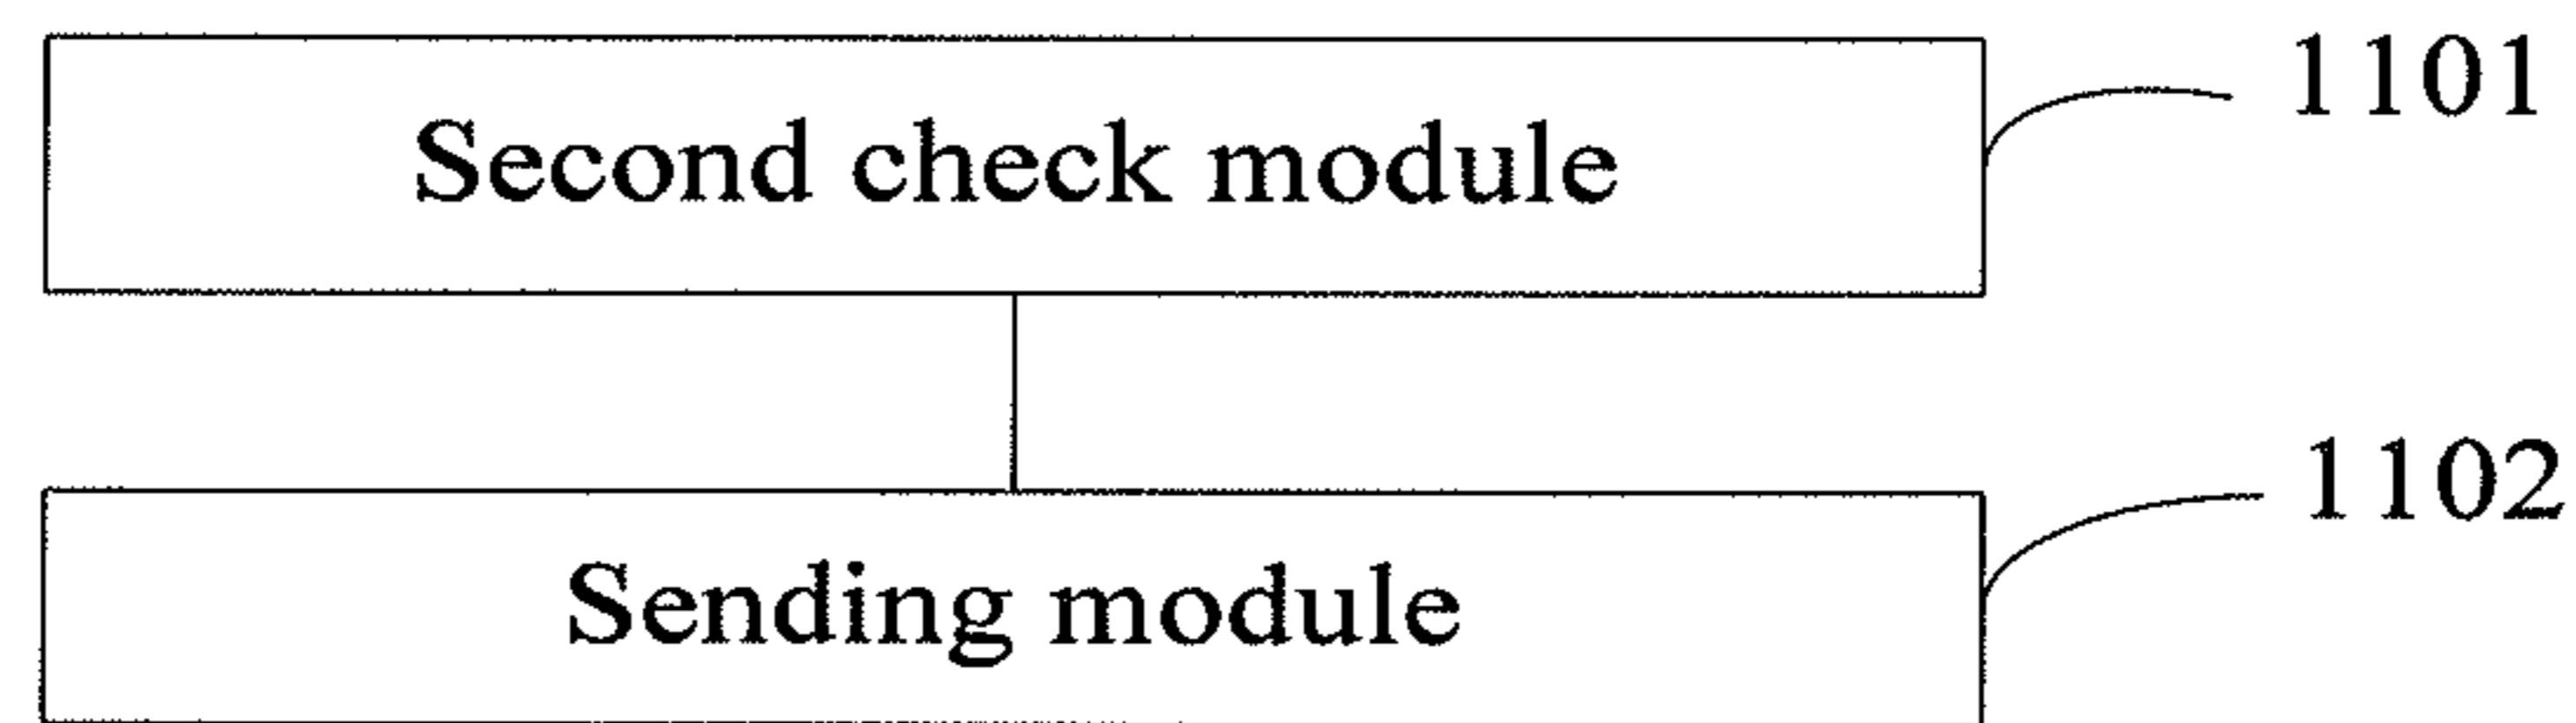 1101
Second check module
1102
Sending module